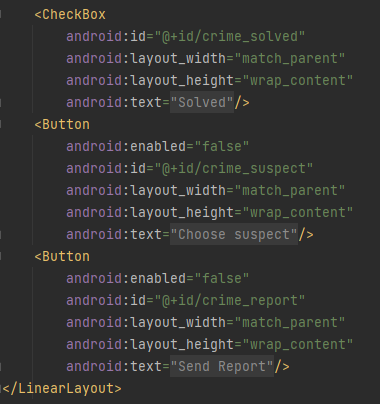 <CheckBox
android:id="@+id/crime_solved"
android:layout_width="match_parent"
android:layout_height="wrap_content"
android:text="Solved"/>
<Button
android:enabled="false"
android:id="@+id/crime_suspect"
android:layout_width="match_parent"
android:layout_height="wrap_content"
android:text="Choose suspect"/>
<Button
android:enabled="false"
android:id="@+id/crime_report"
android:layout_width="match_parent"
android:layout_height="wrap_content"
android:text="Send Report"/>
</LinearLayout>